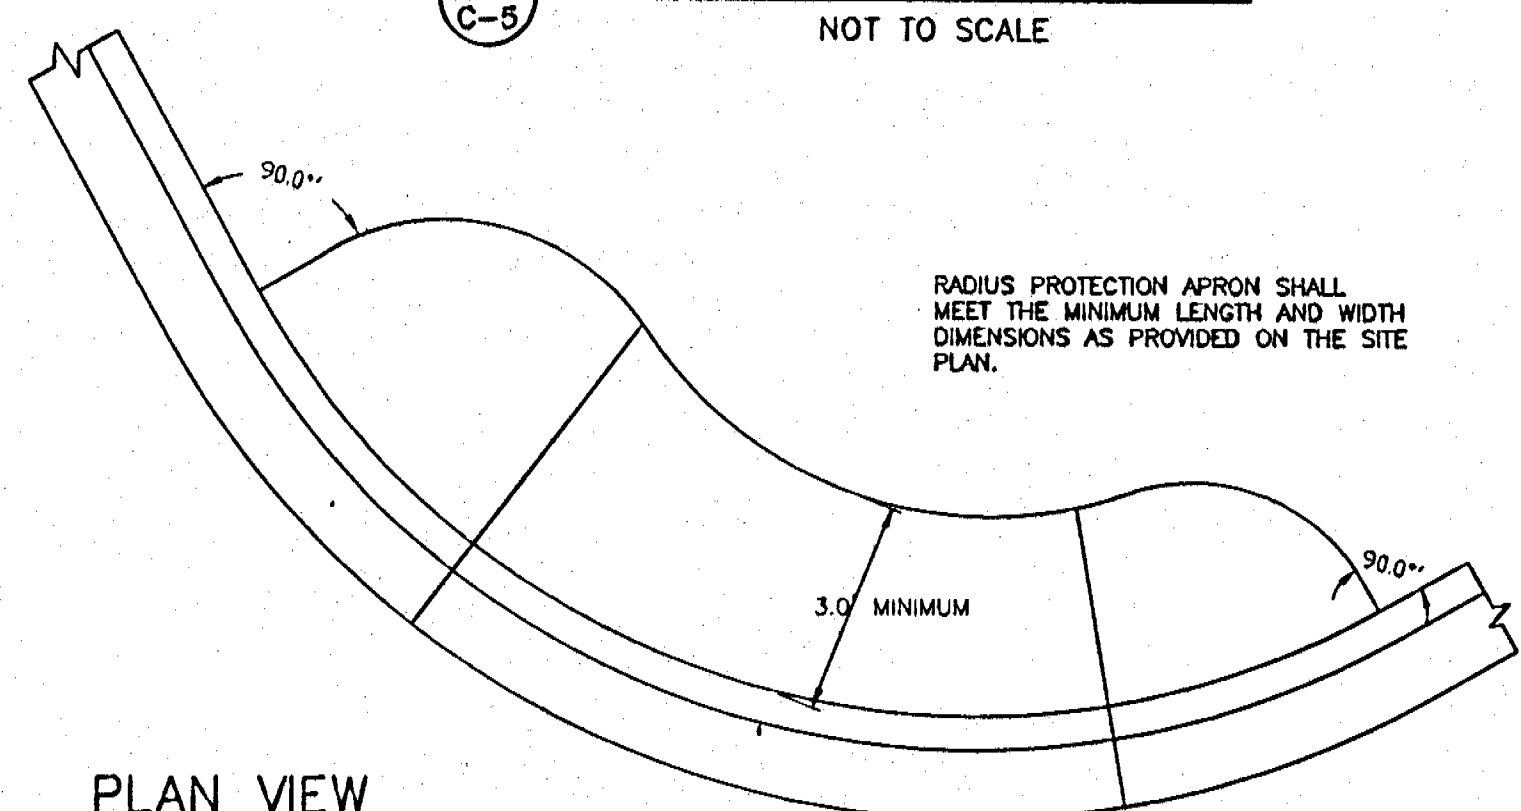 C-5
NOT TO SCALE
90.0°
RADIUS PROTECTION APRON SHALL
MEET THE MINIMUM LENGTH AND WIDTH
DIMENSIONS AS PROVIDED ON THE SITE
PLAN.
90.0°
3.0' MINIMUM
PLAN VIEW